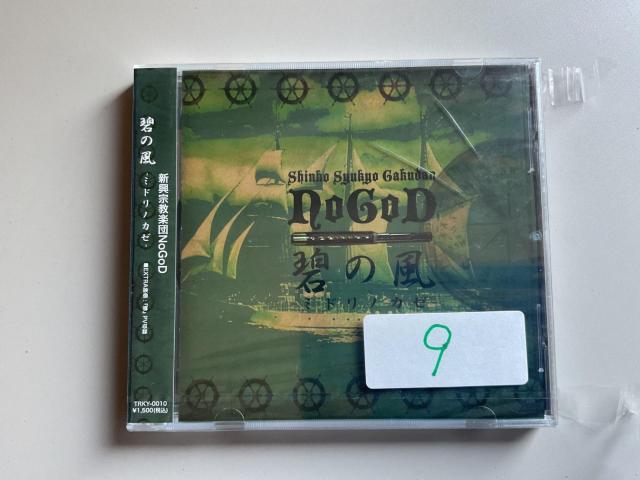 碧の風
-ミドリノカゼ-
新興宗教楽団NoGoD
TRKY-0010
¥1,500(税込)
Shinko Syukyo Gakudan
NoGoD
碧の風
-ミドリノカゼ-
9